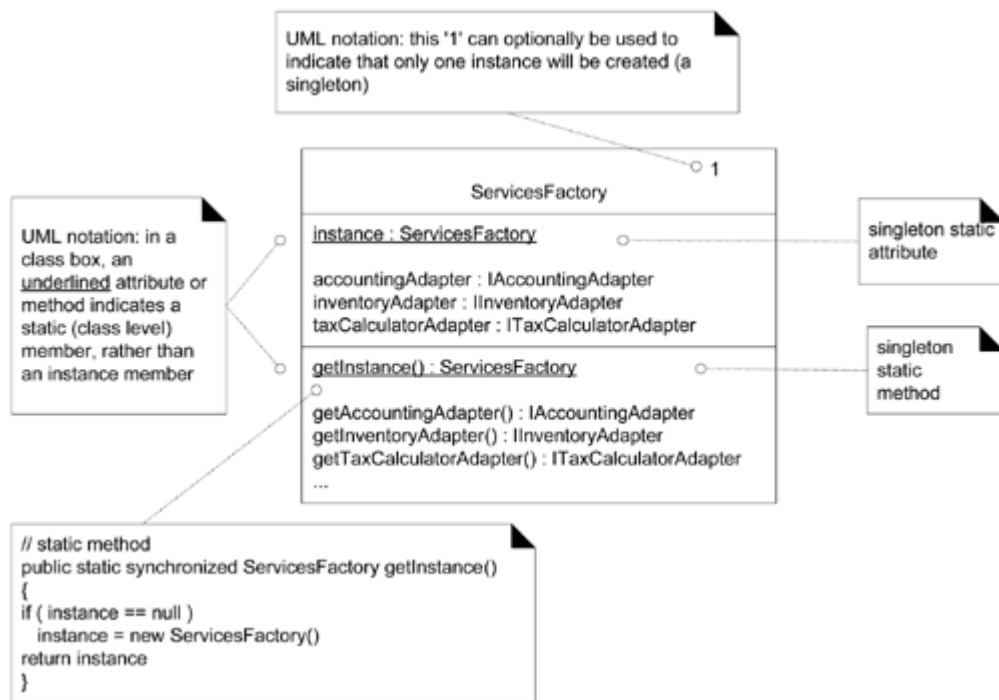 UML notation: this '1' can optionally be used to
indicate that only one instance will be created (a
singleton)
1
ServicesFactory
UML notation: in a
class box, an
underlined attribute or
method indicates a
static (class level)
member, rather than
an instance member
instance : ServicesFactory
accountingAdapter : IAccountingAdapter
inventoryAdapter : IInventoryAdapter
taxCalculatorAdapter : ITaxCalculatorAdapter
singleton static
attribute
getInstance() : ServicesFactory
getAccountingAdapter() : IAccountingAdapter
getInventoryAdapter() : IInventoryAdapter
getTaxCalculatorAdapter() : ITaxCalculatorAdapter
...
singleton
static
method
// static method
public static synchronized ServicesFactory getInstance()
{
if ( instance == null )
instance = new ServicesFactory()
return instance
}